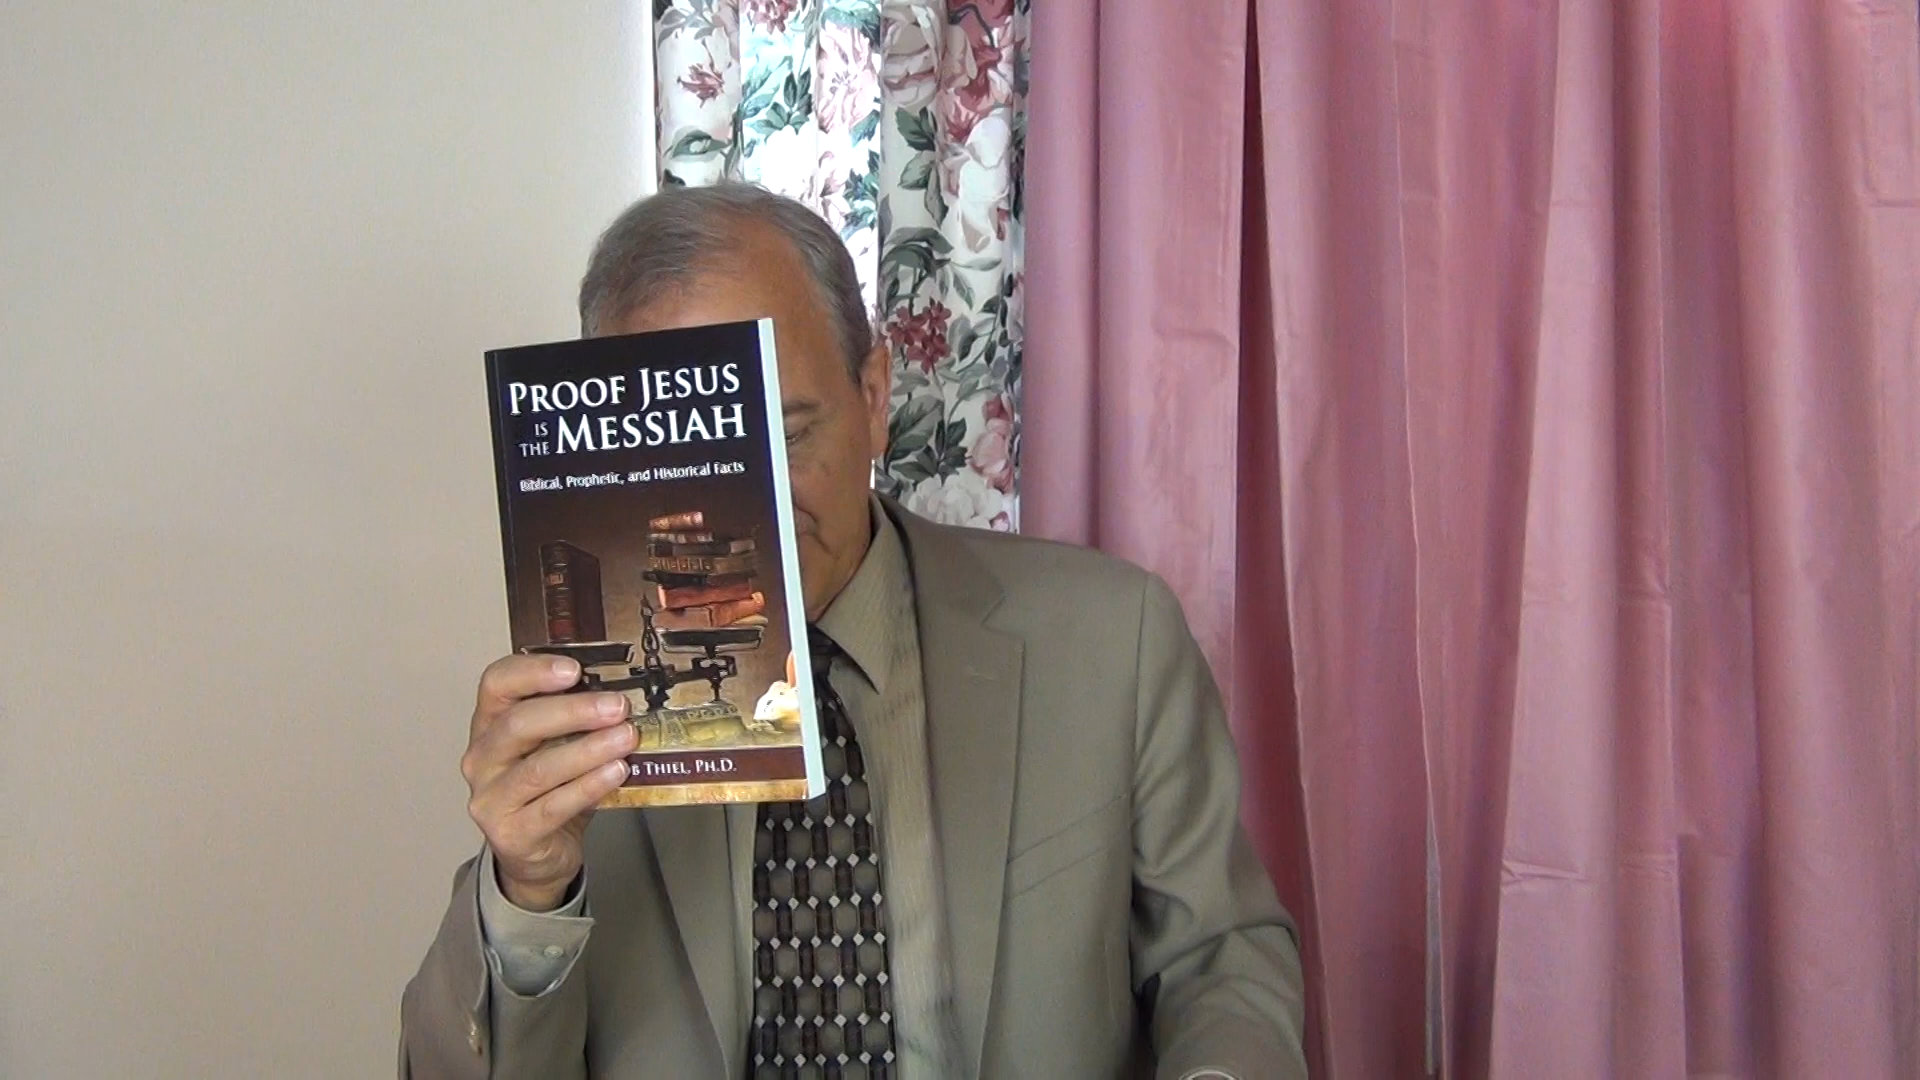 PROOF JESUS
IS
THE MESSIAH
Biblical, Prophetic, and Historical Facts
B THIEL, PH.D.